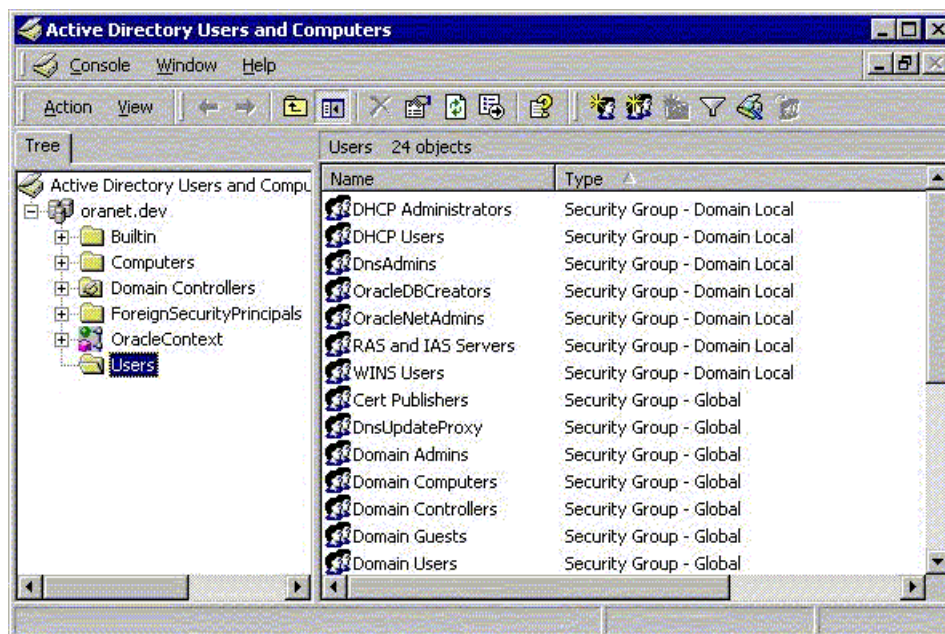 Active Directory Users and Computers
Console Window Help
Action View
Tree
Users 24 objects
Active Directory Users and Compu
oranet.dev
Builtin
Computers
Domain Controllers
ForeignSecurityPrincipals
OracleContext
Users
Name Type
DHCP Administrators Security Group - Domain Local
DHCP Users Security Group - Domain Local
DnsAdmins Security Group - Domain Local
OracleDBCreators Security Group - Domain Local
OracleNetAdmins Security Group - Domain Local
RAS and IAS Servers Security Group - Domain Local
WINS Users Security Group - Domain Local
Cert Publishers Security Group - Global
DnsUpdateProxy Security Group - Global
Domain Admins Security Group - Global
Domain Computers Security Group - Global
Domain Controllers Security Group - Global
Domain Guests Security Group - Global
Domain Users Security Group - Global